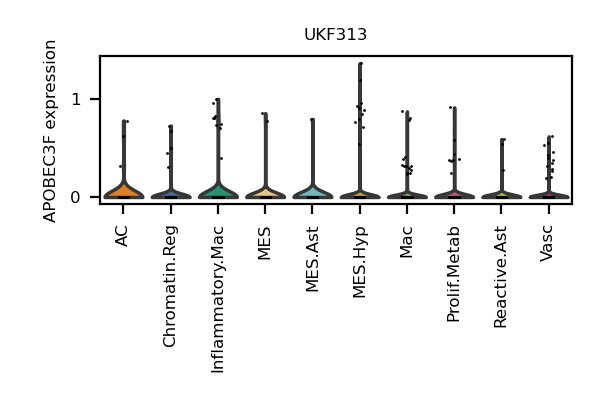 UKF313
APOBEC3F expression
1
0
AC
Chromatin.Reg
Inflammatory.Mac
MES
MES.Ast
MES.Hyp
Mac
Prolif.Metab
Reactive.Ast
Vasc